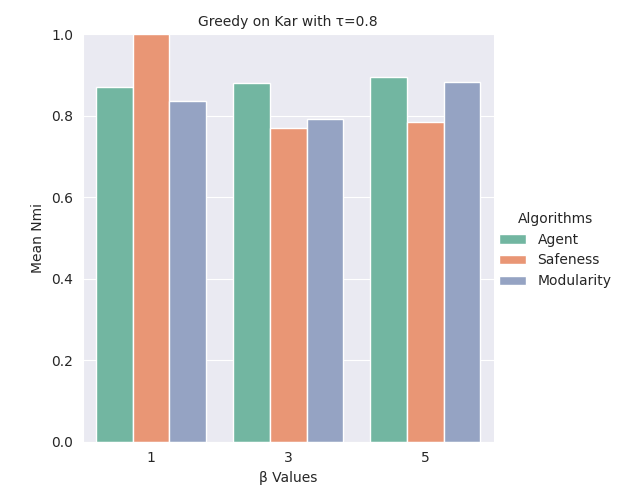 Greedy on Kar with τ=0.8
1.0
0.8
0.6
0.4
0.2
0.0
Mean Nmi
1 3 5
β Values
Algorithms
Agent
Safeness
Modularity